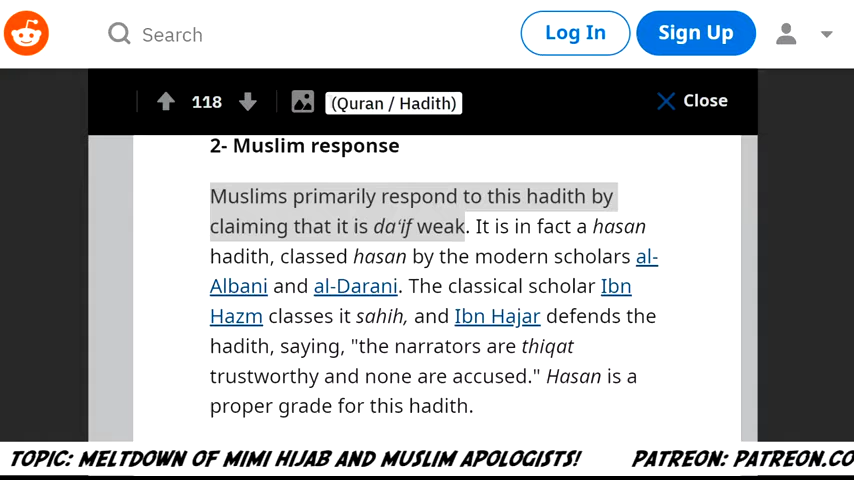 Search
Log In
Sign Up
118
(Quran / Hadith)
Close
2- Muslim response
Muslims primarily respond to this hadith by
claiming that it is da'if weak. It is in fact a hasan
hadith, classed hasan by the modern scholars al-
Albani and al-Darani. The classical scholar Ibn
Hazm classes it sahih, and Ibn Hajar defends the
hadith, saying, "the narrators are thiqat
trustworthy and none are accused." Hasan is a
proper grade for this hadith.
TOPIC: MELTDOWN OF MIMI HIJAB AND MUSLIM APOLOGISTS! PATREON: PATREON.CO